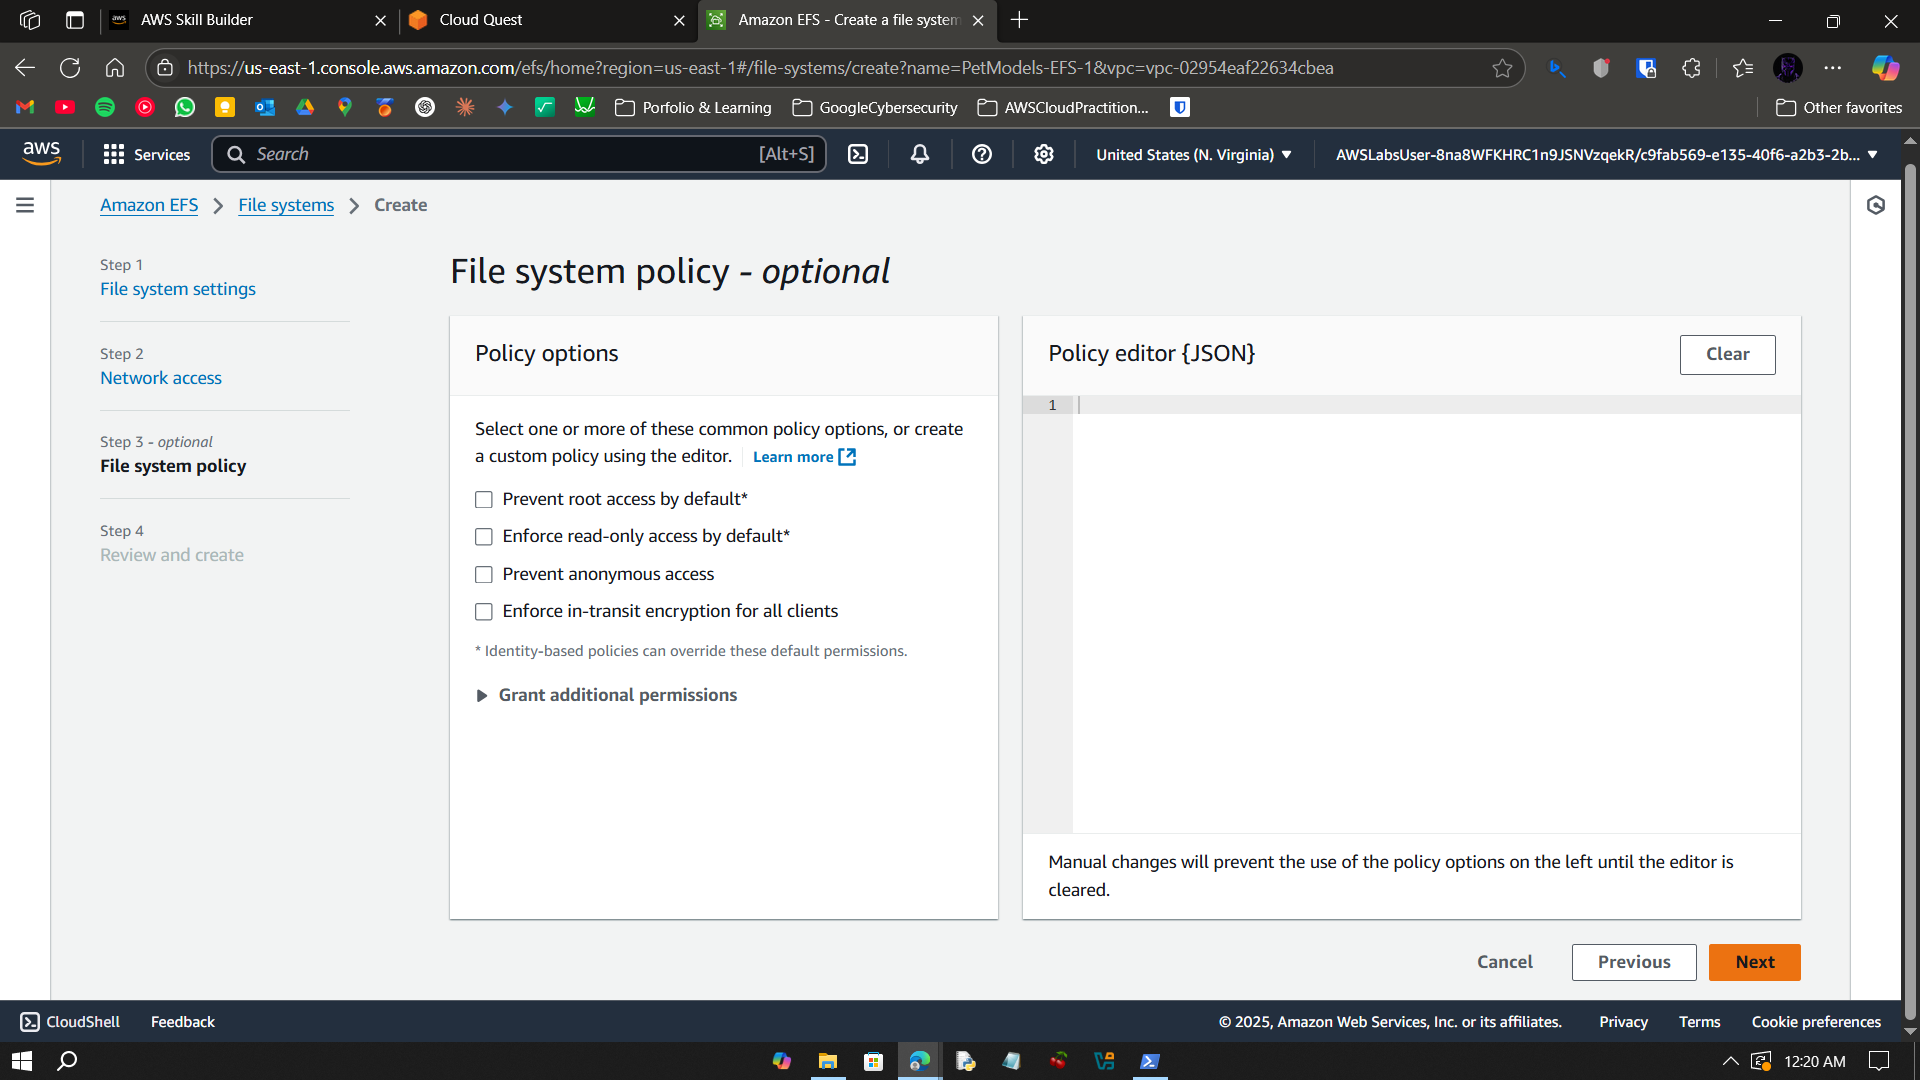 AWS Skill Builder
Cloud Quest
Amazon EFS - Create a file system
https://us-east-1.console.aws.amazon.com/efs/home?region=us-east-1#/file-systems/create?name=PetModels-EFS-1&vpc=vpc-02954eaf22634cbea
Porfolio & Learning
GoogleCybersecurity
AWSCloudPractition...
Other favorites
aws
Services
Search
[Alt+S]
United States (N. Virginia)
AWSLabsUser-8na8WFKHRC1n9JSNVzqekR/c9fab569-e135-40f6-a2b3-2b...
Amazon EFS
File systems
Create
Step 1
File system settings
Step 2
Network access
Step 3 - optional
File system policy
Step 4
Review and create
File system policy - optional
Policy options
Select one or more of these common policy options, or create
a custom policy using the editor. Learn more
Prevent root access by default*
Enforce read-only access by default*
Prevent anonymous access
Enforce in-transit encryption for all clients
* Identity-based policies can override these default permissions.
Grant additional permissions
Policy editor {JSON}
Clear
1
Manual changes will prevent the use of the policy options on the left until the editor is
cleared.
Cancel
Previous
Next
CloudShell
Feedback
© 2025, Amazon Web Services, Inc. or its affiliates.
Privacy
Terms
Cookie preferences
12:20 AM